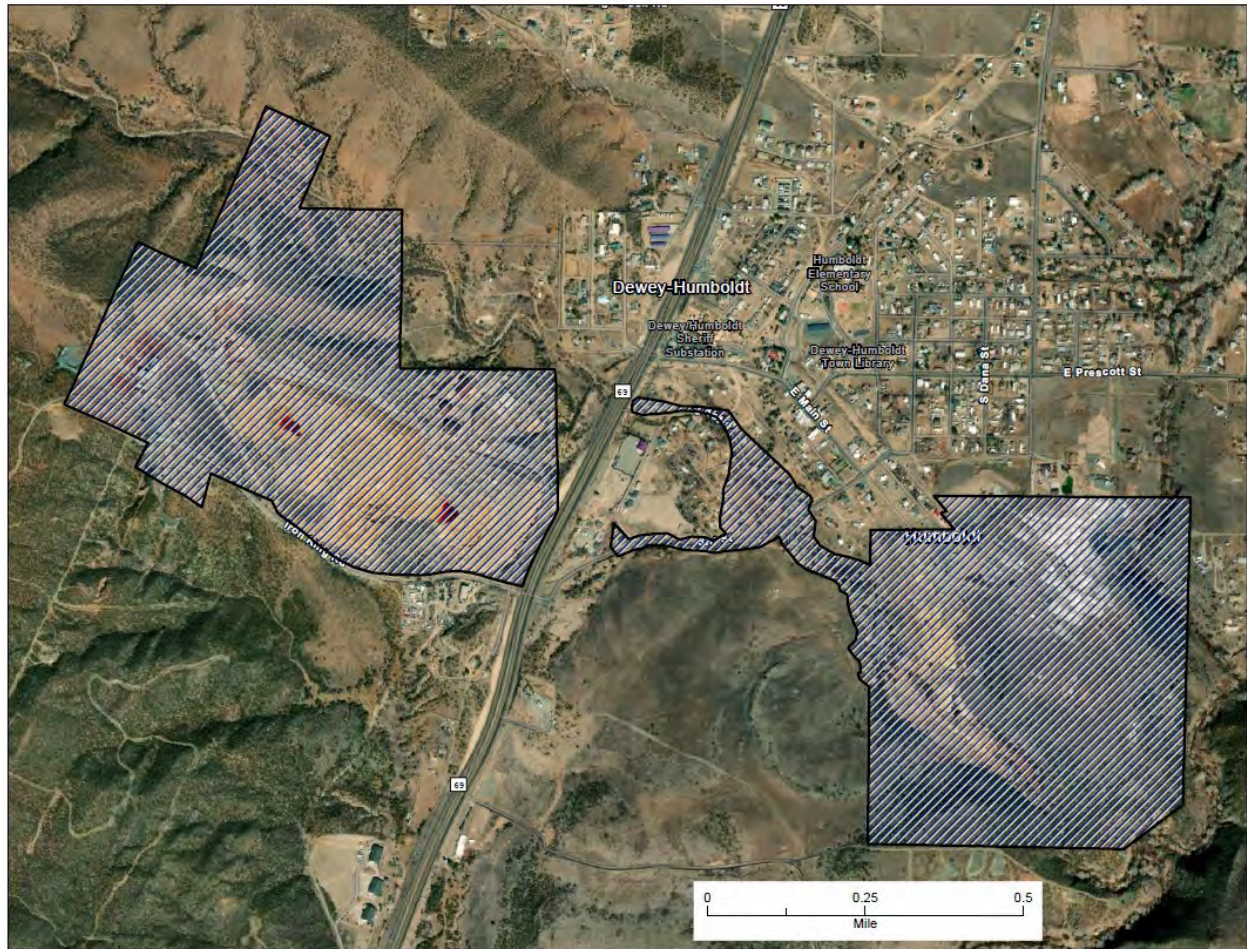 69
Dewey-Humboldt
Humboldt
Elementary
School
Dewey/Humboldt
Sheriff
Substation
Dewey-Humboldt
Town Library
E Prescott St
S Dana St
E Main St
Humboldt
69
0
0.25
0.5
Mile